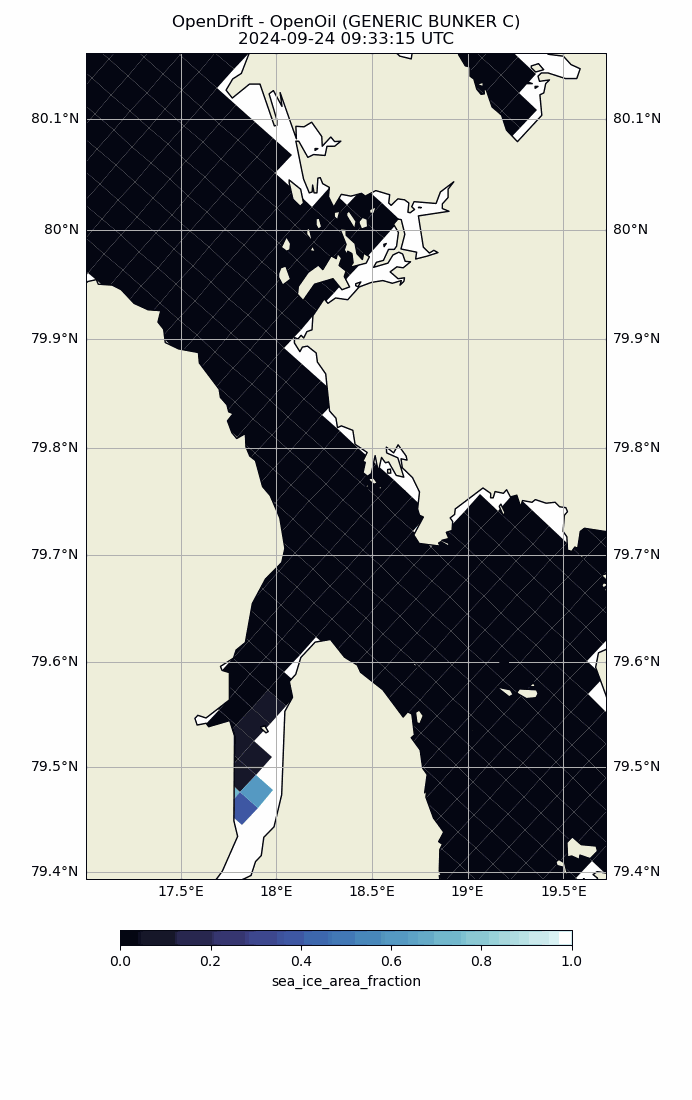 OpenDrift - OpenOil (GENERIC BUNKER C)
2024-09-24 09:33:15 UTC
80.1°N 80.1°N
80°N 80°N
79.9°N 79.9°N
79.8°N 79.8°N
79.7°N 79.7°N
79.6°N 79.6°N
79.5°N 79.5°N
79.4°N 79.4°N
17.5°E 18°E 18.5°E 19°E 19.5°E
0.0 0.2 0.4 0.6 0.8 1.0
sea_ice_area_fraction